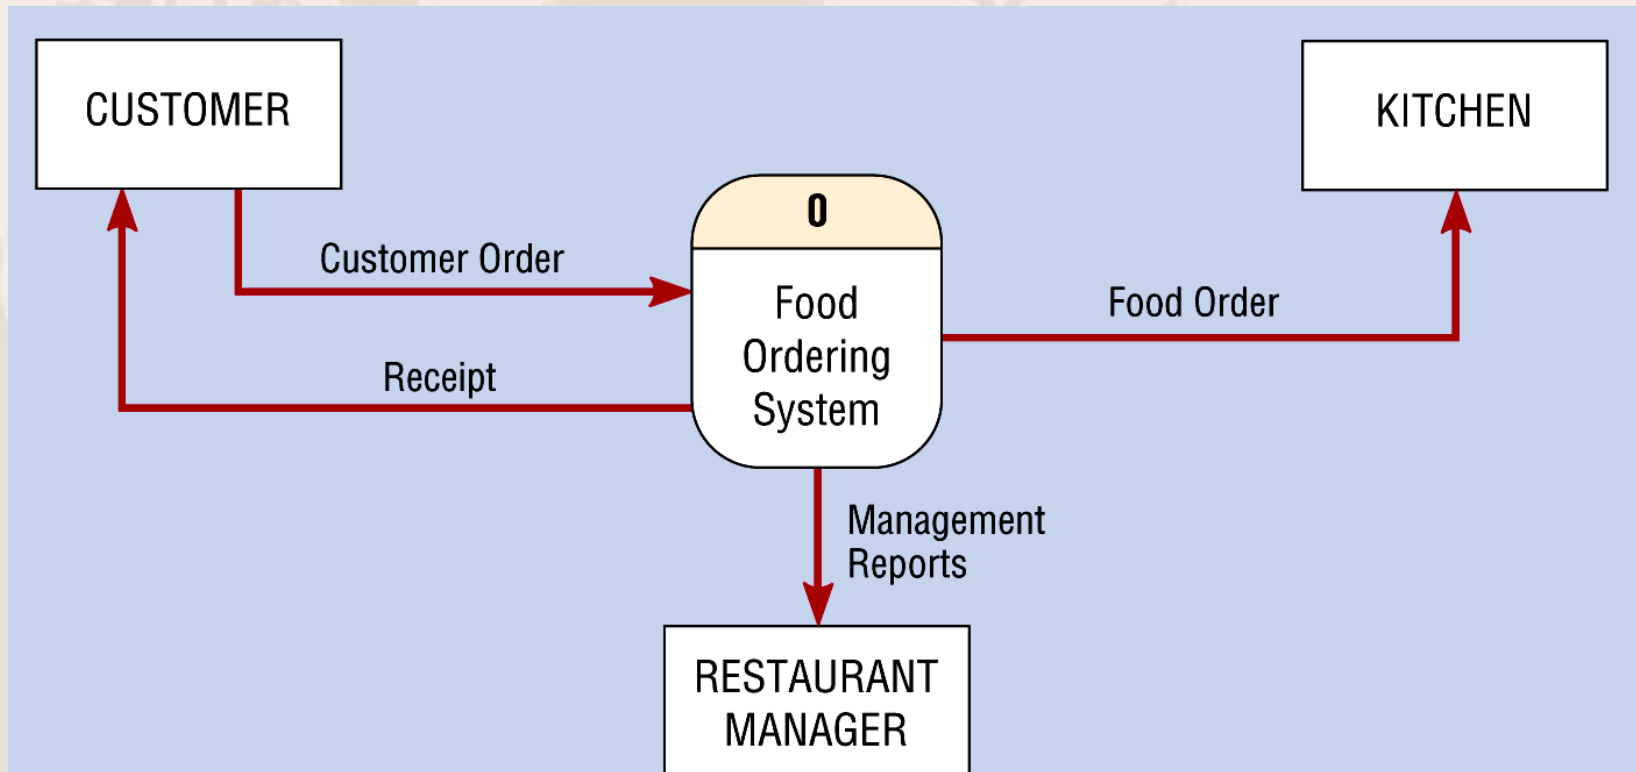 CUSTOMER
KITCHEN
0
Customer Order
Food
Ordering
System
Food Order
Receipt
Management
Reports
RESTAURANT
MANAGER